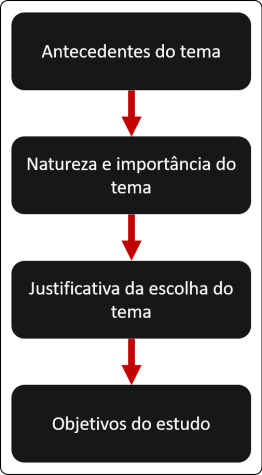 Antecedentes do tema
Natureza e importância do
tema
Justificativa da escolha do
tema
Objetivos do estudo